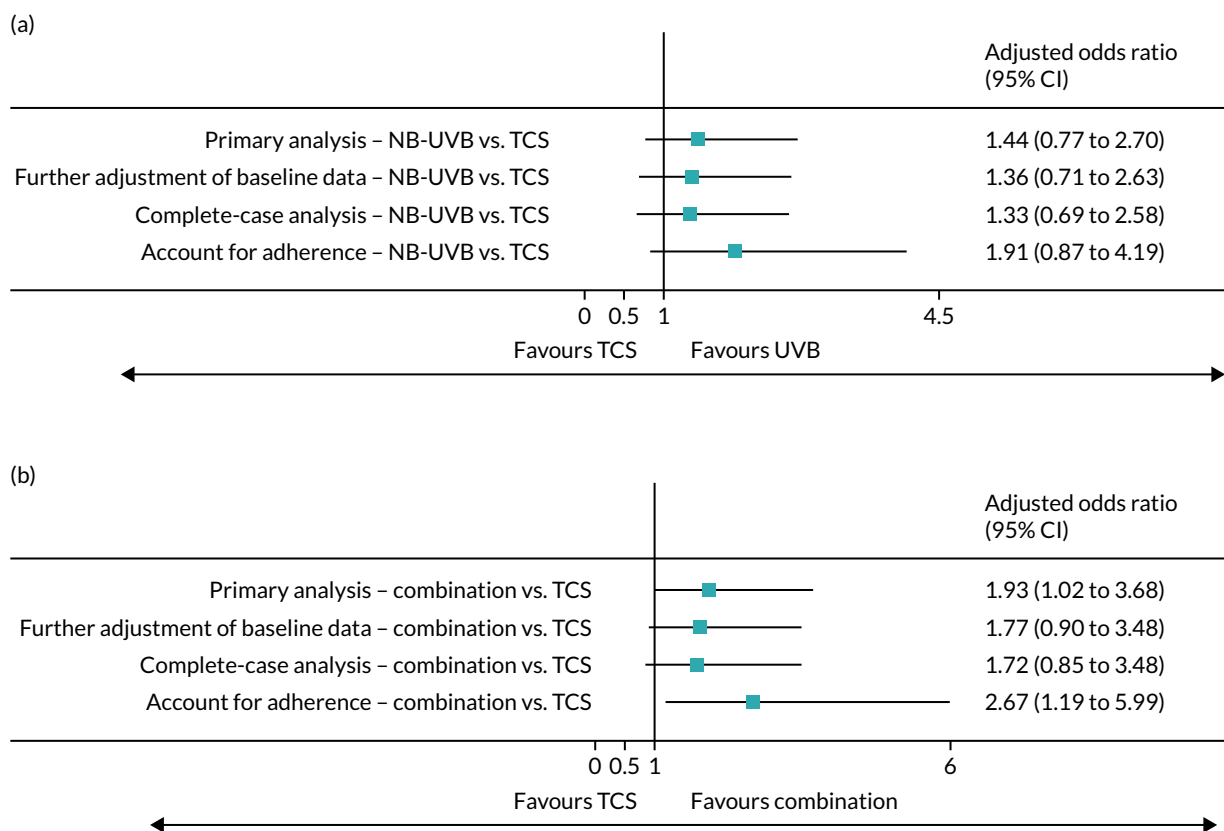 (a)
Adjusted odds ratio
(95% CI)
Primary analysis – NB-UVB vs. TCS 1.44 (0.77 to 2.70)
Further adjustment of baseline data – NB-UVB vs. TCS 1.36 (0.71 to 2.63)
Complete-case analysis – NB-UVB vs. TCS 1.33 (0.69 to 2.58)
Account for adherence – NB-UVB vs. TCS 1.91 (0.87 to 4.19)
0 0.5 1 4.5
Favours TCS Favours UVB
(b)
Adjusted odds ratio
(95% CI)
Primary analysis – combination vs. TCS 1.93 (1.02 to 3.68)
Further adjustment of baseline data – combination vs. TCS 1.77 (0.90 to 3.48)
Complete-case analysis – combination vs. TCS 1.72 (0.85 to 3.48)
Account for adherence – combination vs. TCS 2.67 (1.19 to 5.99)
0 0.5 1 6
Favours TCS Favours combination